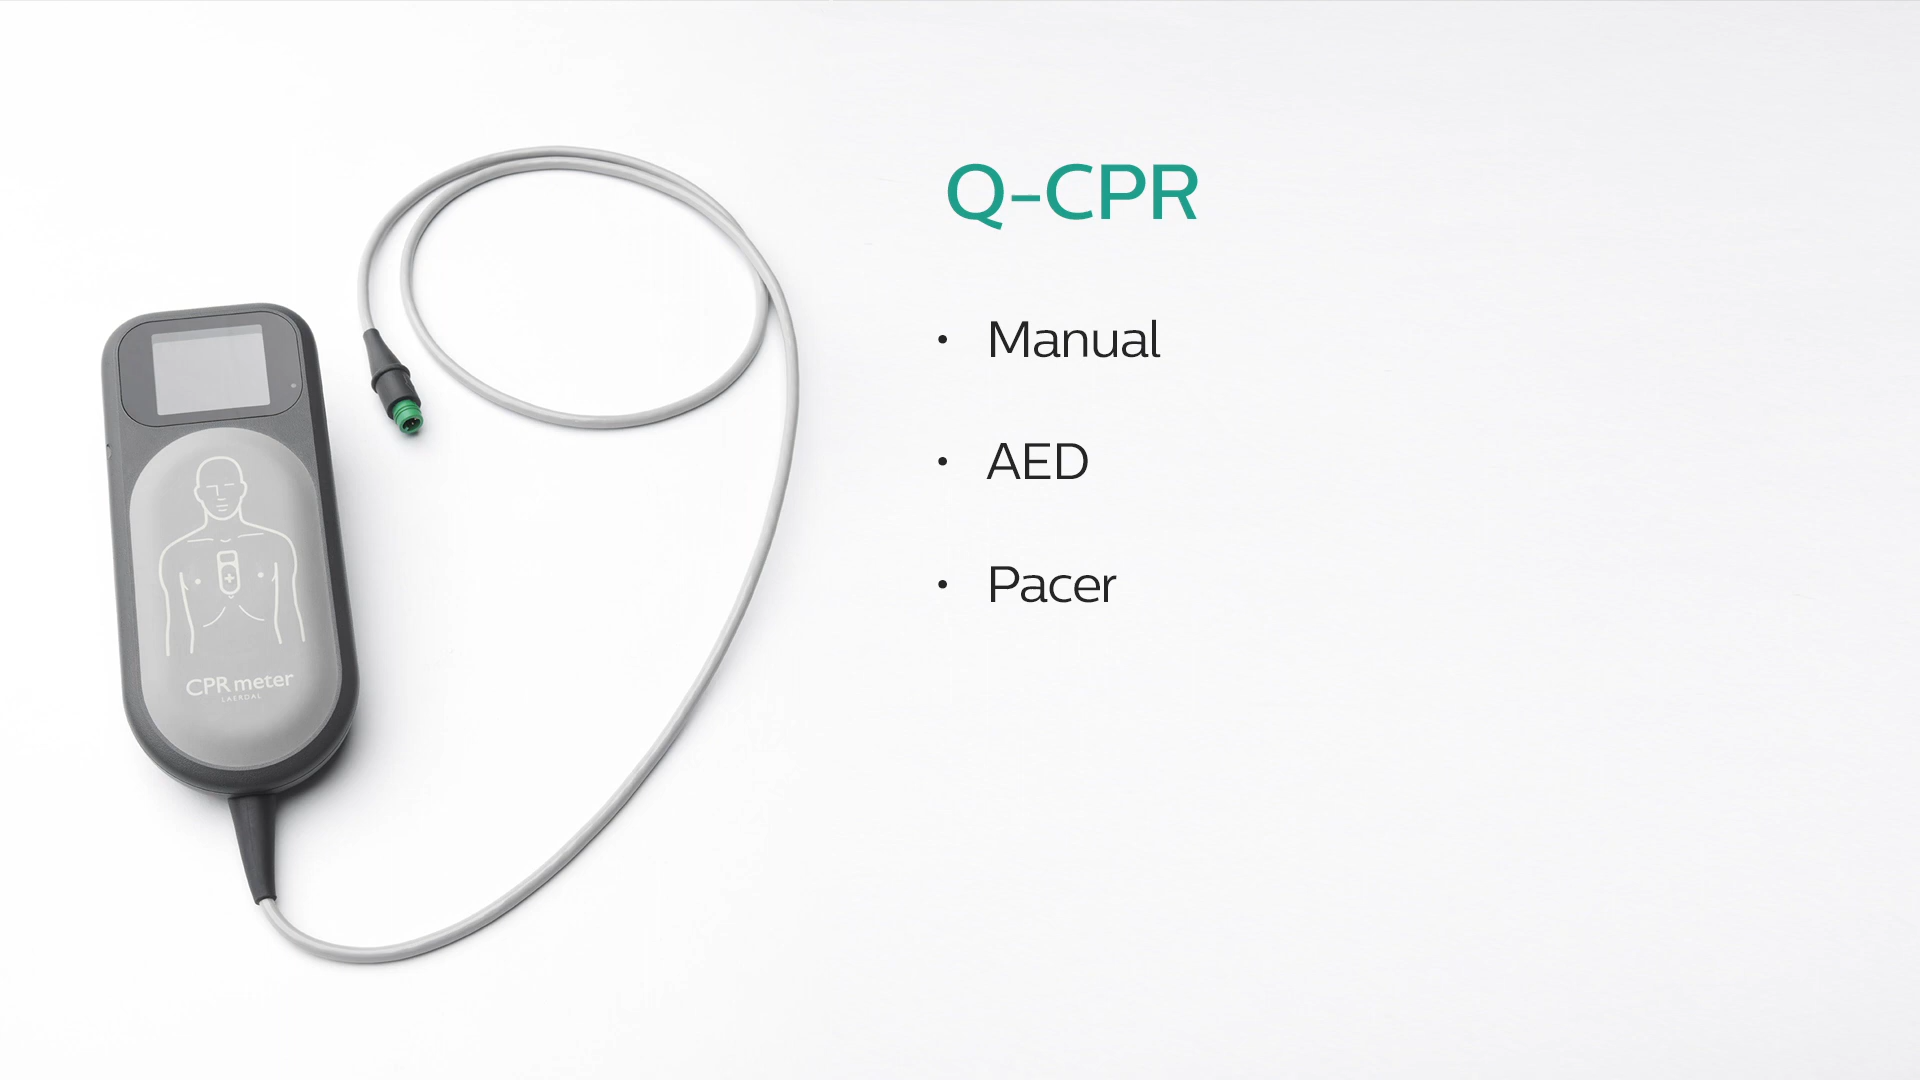 Q-CPR
• Manual
• AED
• Pacer
CPR meter
LAERDAL